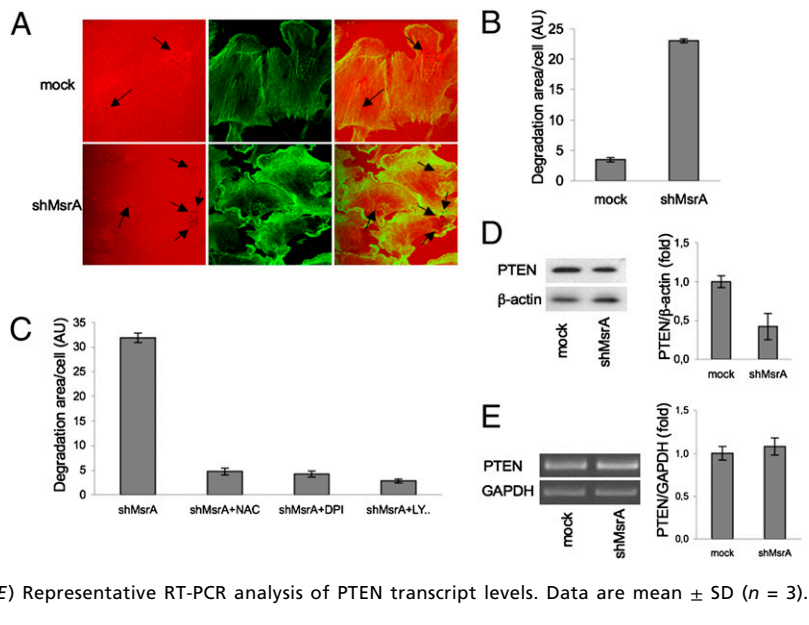 A
mock
shMsrA
B
Degradation area/cell (AU)
25
20
15
10
5
0
mock shMsrA
C
Degradation area/cell (AU)
35
30
25
20
15
10
5
0
shMsrA shMsrA+NAC shMsrA+DPI shMsrA+LY..
D
PTEN
β-actin
mock shMsrA
PTEN/β-actin (fold)
1,5
1,0
0,5
0,0
mock shMsrA
E
PTEN
GAPDH
mock shMsrA
PTEN/GAPDH (fold)
1,5
1,0
0,5
0,0
mock shMsrA
E) Representative RT-PCR analysis of PTEN transcript levels. Data are mean ± SD (n = 3).